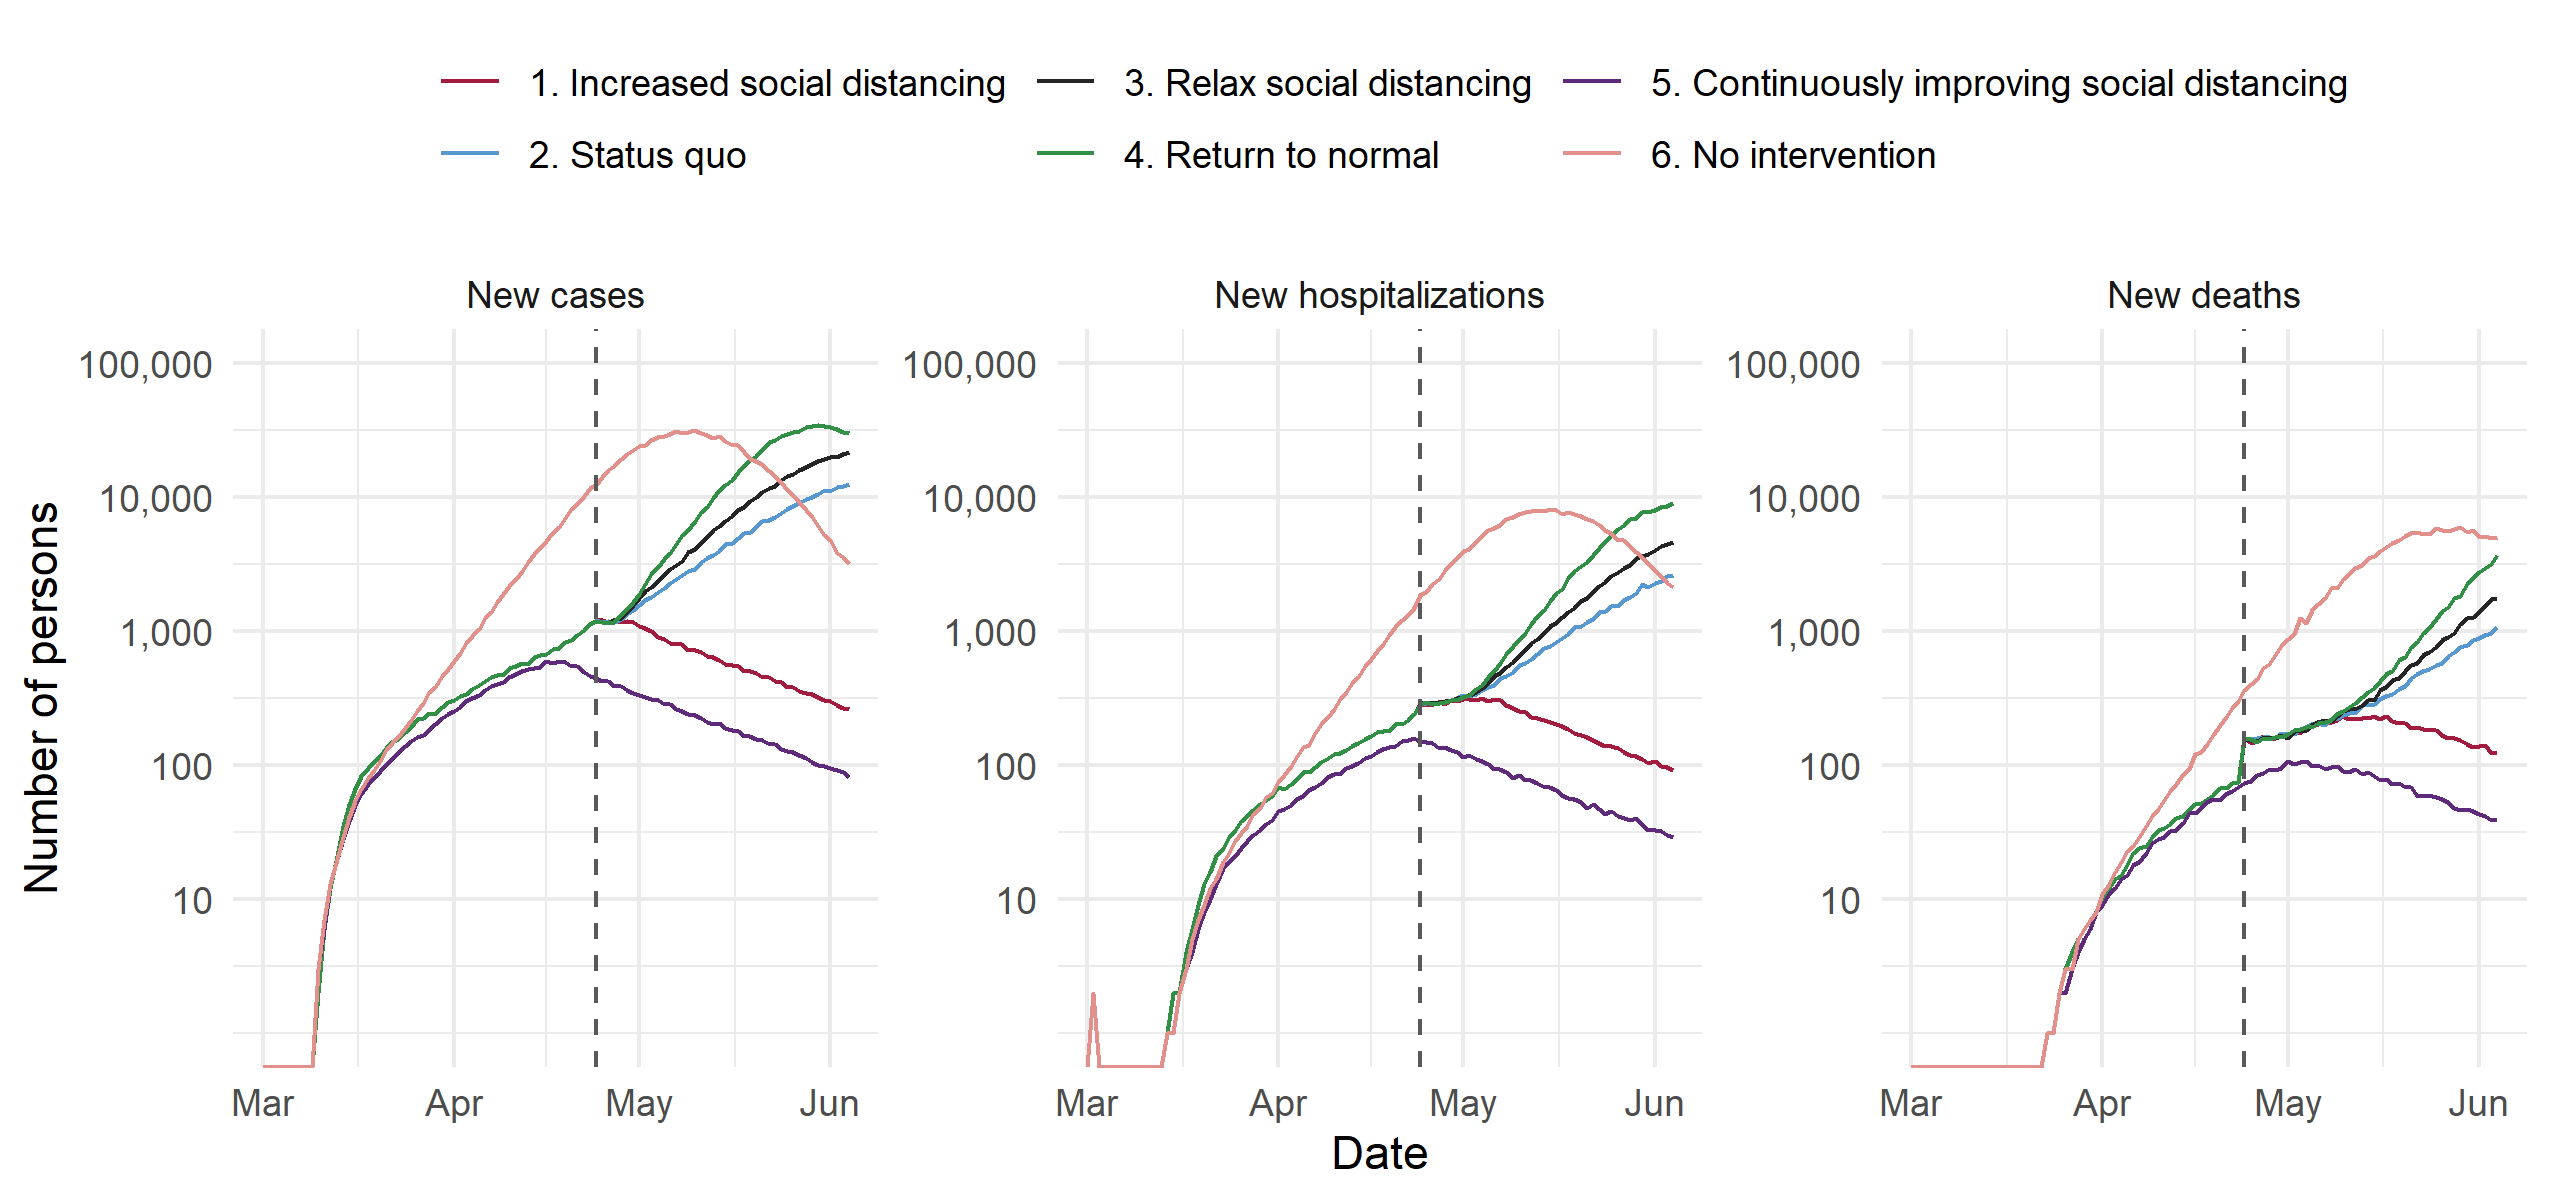 1. Increased social distancing
3. Relax social distancing
5. Continuously improving social distancing
2. Status quo
4. Return to normal
6. No intervention
New cases
New hospitalizations
New deaths
Number of persons
100,000
10,000
1,000
100
10
100,000
10,000
1,000
100
10
100,000
10,000
1,000
100
10
Mar Apr May Jun
Mar Apr May Jun
Mar Apr May Jun
Date